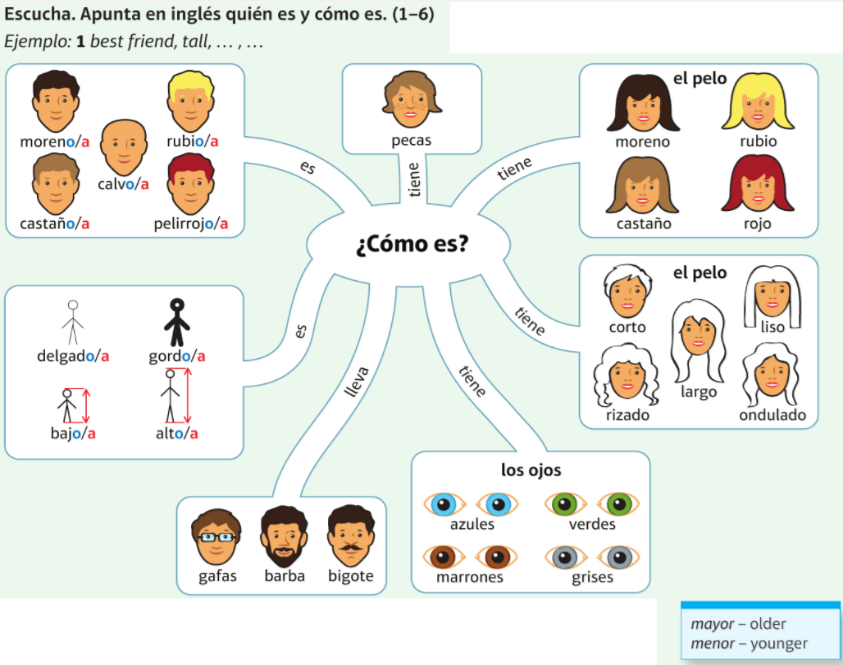 Escucha. Apunta en inglés quién es y cómo es. (1–6)
Ejemplo: 1 best friend, tall, … , …
moreno/a
rubio/a
calvo/a
castaño/a
pelirrojo/a
es
pecas
tiene
el pelo
moreno
rubio
castaño
rojo
tiene
¿Cómo es?
delgado/a
gordo/a
bajo/a
alto/a
es
el pelo
corto
liso
rizado
largo
ondulado
tiene
lleva
gafas
barba
bigote
tiene
los ojos
azules
verdes
marrones
grises
mayor – older
menor – younger